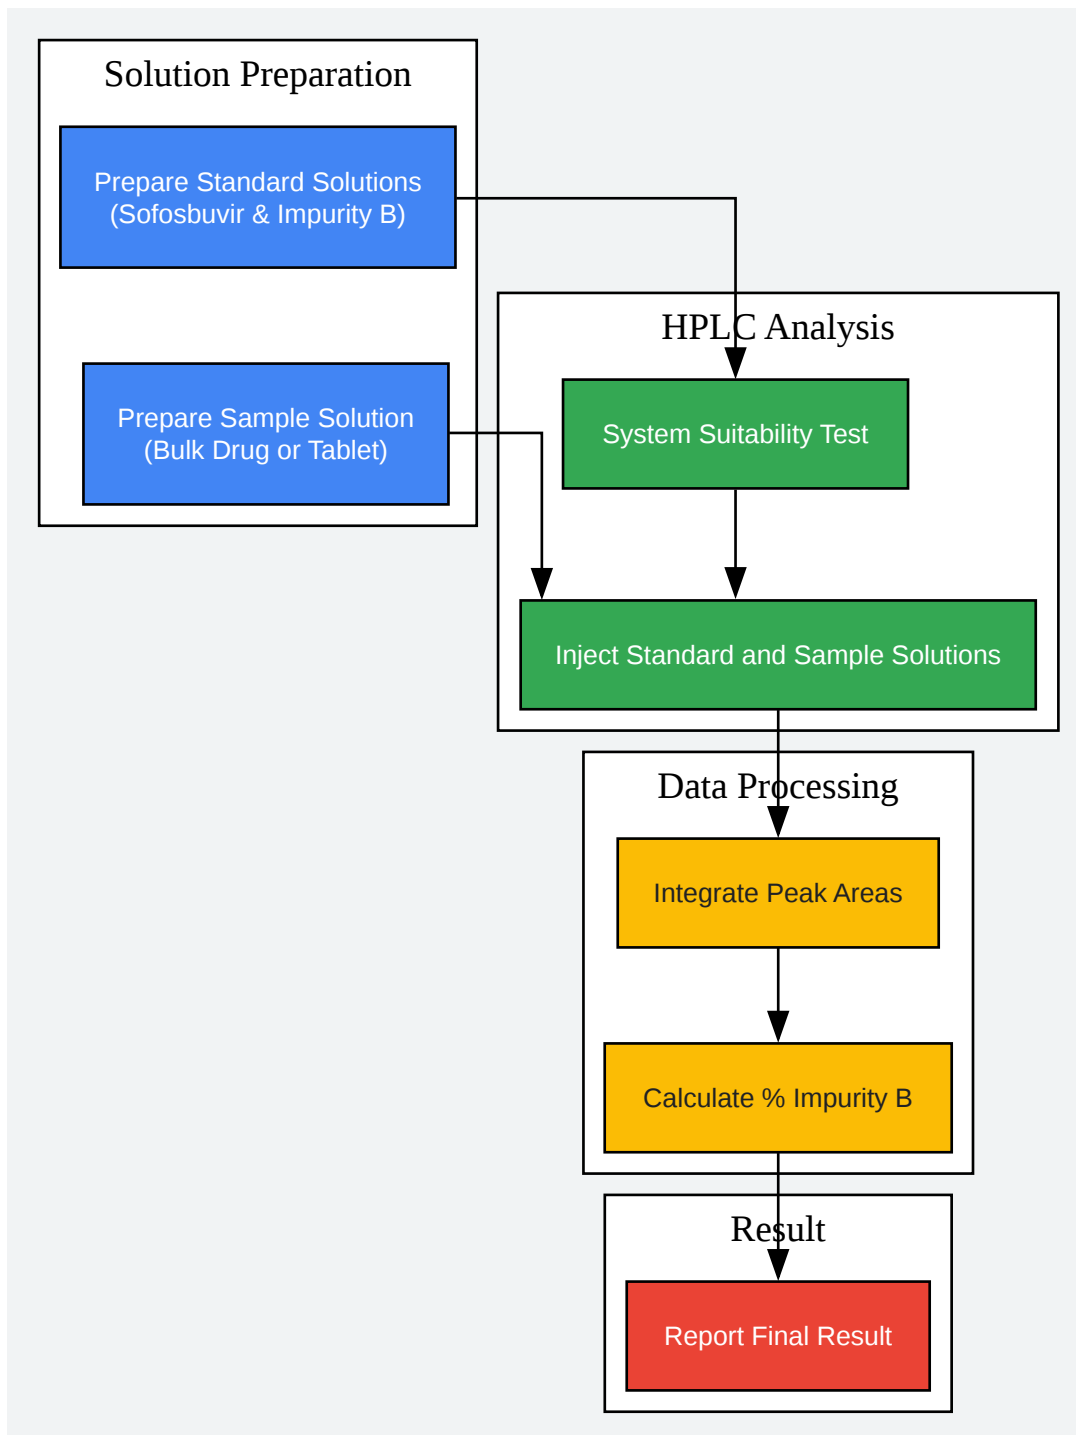 Solution Preparation
Prepare Standard Solutions
(Sofosbuvir & Impurity B)
Prepare Sample Solution
(Bulk Drug or Tablet)
HPLC Analysis
System Suitability Test
Inject Standard and Sample Solutions
Data Processing
Integrate Peak Areas
Calculate % Impurity B
Result
Report Final Result